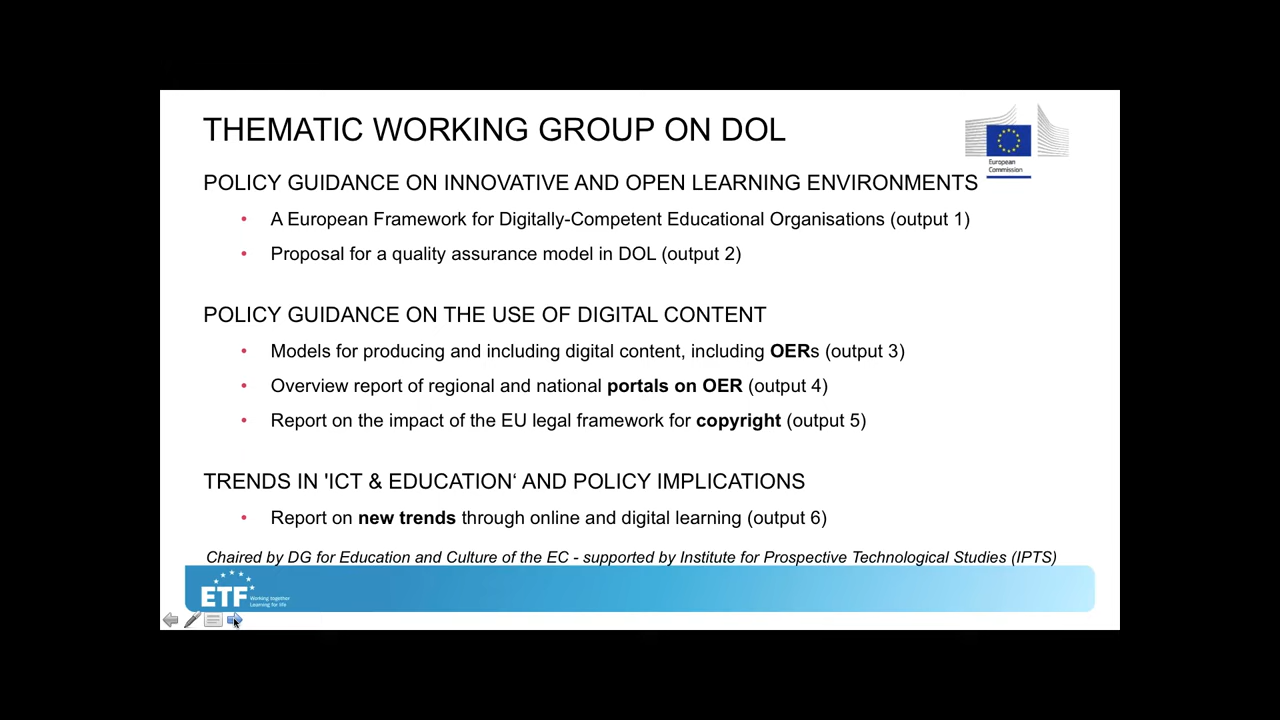 THEMATIC WORKING GROUP ON DOL
European
Commission
POLICY GUIDANCE ON INNOVATIVE AND OPEN LEARNING ENVIRONMENTS
• A European Framework for Digitally-Competent Educational Organisations (output 1)
• Proposal for a quality assurance model in DOL (output 2)
POLICY GUIDANCE ON THE USE OF DIGITAL CONTENT
• Models for producing and including digital content, including OERs (output 3)
• Overview report of regional and national portals on OER (output 4)
• Report on the impact of the EU legal framework for copyright (output 5)
TRENDS IN 'ICT & EDUCATION‘ AND POLICY IMPLICATIONS
• Report on new trends through online and digital learning (output 6)
Chaired by DG for Education and Culture of the EC - supported by Institute for Prospective Technological Studies (IPTS)
ETF
Working together
Learning for life